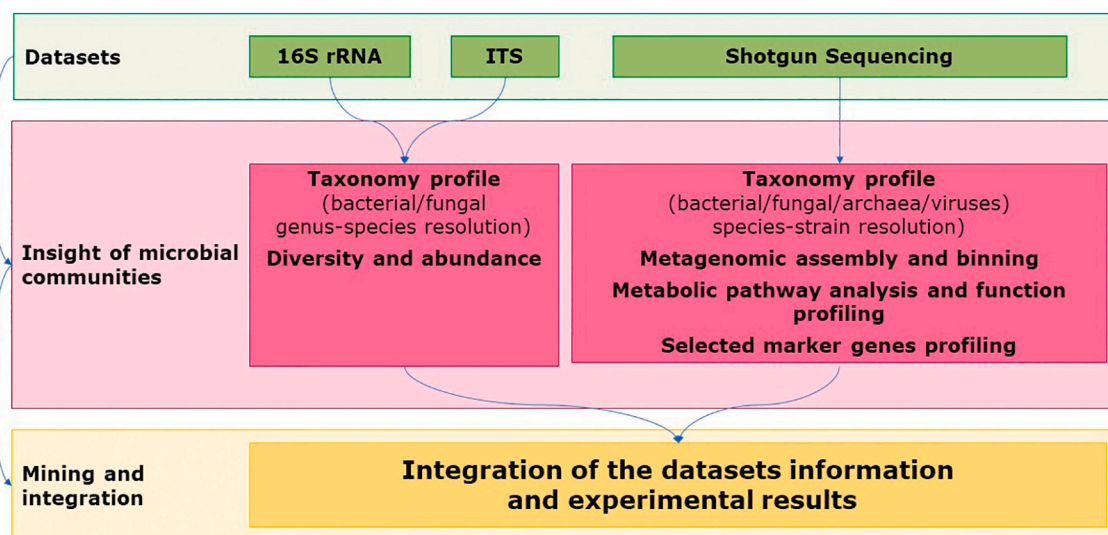 Datasets
16S rRNA
ITS
Shotgun Sequencing
Insight of microbial
communities
Taxonomy profile
(bacterial/fungal
genus-species resolution)
Diversity and abundance
Taxonomy profile
(bacterial/fungal/archaea/viruses)
species-strain resolution)
Metagenomic assembly and binning
Metabolic pathway analysis and function
profiling
Selected marker genes profiling
Mining and
integration
Integration of the datasets information
and experimental results